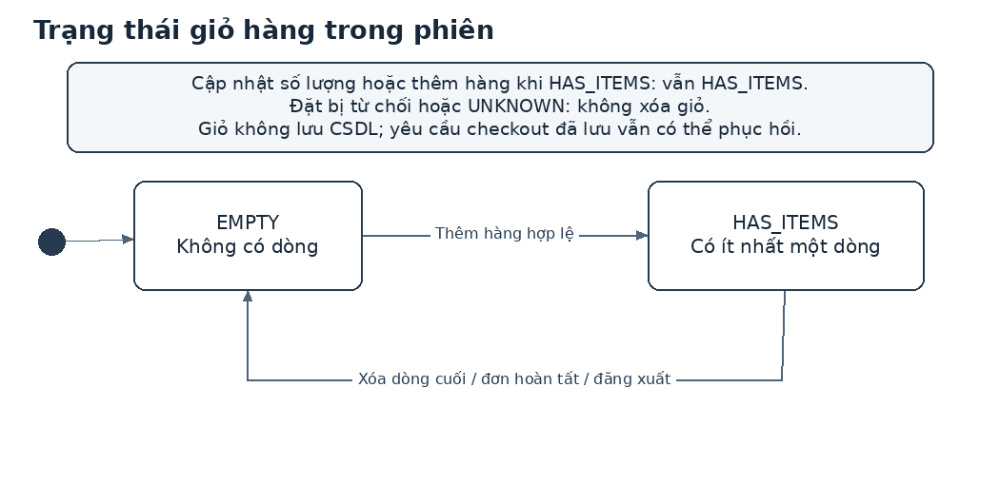 Trạng thái giỏ hàng trong phiên
Cập nhật số lượng hoặc thêm hàng khi HAS_ITEMS: vẫn HAS_ITEMS.
Đặt bị từ chối hoặc UNKNOWN: không xóa giỏ.
Giỏ không lưu CSDL; yêu cầu checkout đã lưu vẫn có thể phục hồi.
EMPTY
Không có dòng
Thêm hàng hợp lệ
HAS_ITEMS
Có ít nhất một dòng
Xóa dòng cuối / đơn hoàn tất / đăng xuất